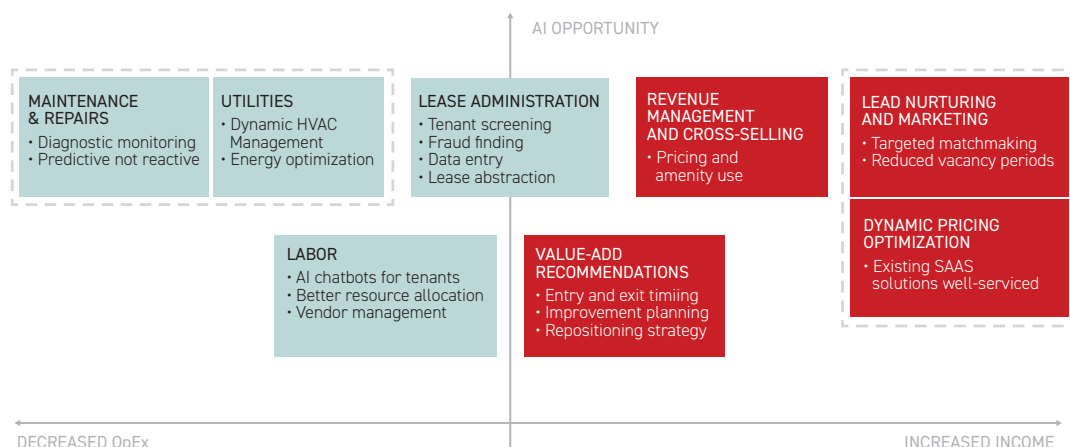 AI OPPORTUNITY
MAINTENANCE
& REPAIRS
• Diagnostic monitoring
• Predictive not reactive
UTILITIES
• Dynamic HVAC
Management
• Energy optimization
LEASE ADMINISTRATION
• Tenant screening
• Fraud finding
• Data entry
• Lease abstraction
REVENUE
MANAGEMENT
AND CROSS-SELLING
• Pricing and
amenity use
LEAD NURTURING
AND MARKETING
• Targeted matchmaking
• Reduced vacancy periods
DYNAMIC PRICING
OPTIMIZATION
• Existing SAAS
solutions well-serviced
LABOR
• AI chatbots for tenants
• Better resource allocation
• Vendor management
VALUE-ADD
RECOMMENDATIONS
• Entry and exit timiing
• Improvement planning
• Repositioning strategy
DECREASED OpEx
INCREASED INCOME